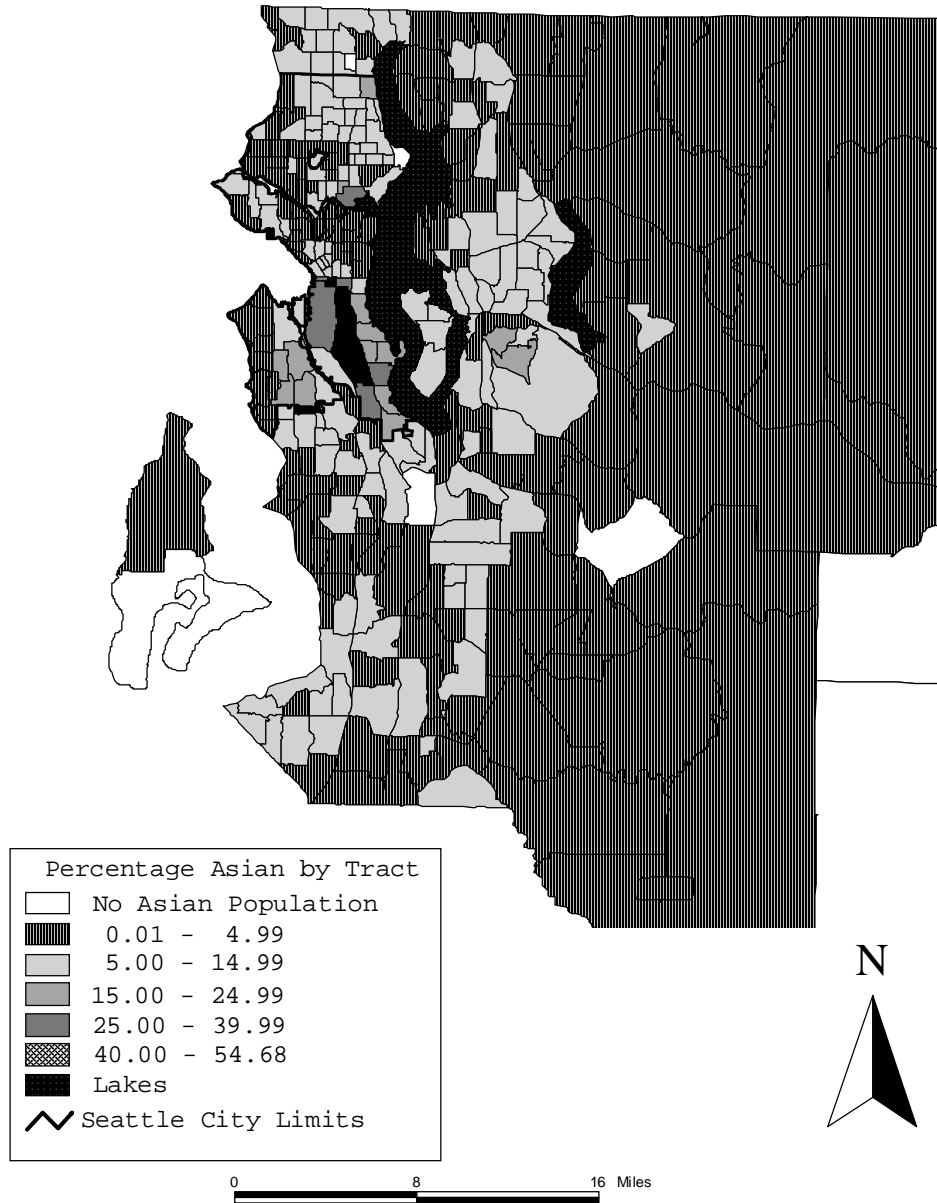 Percentage Asian by Tract
No Asian Population
0.01 - 4.99
5.00 - 14.99
15.00 - 24.99
25.00 - 39.99
40.00 - 54.68
Lakes
Seattle City Limits
N
0 8 16 Miles